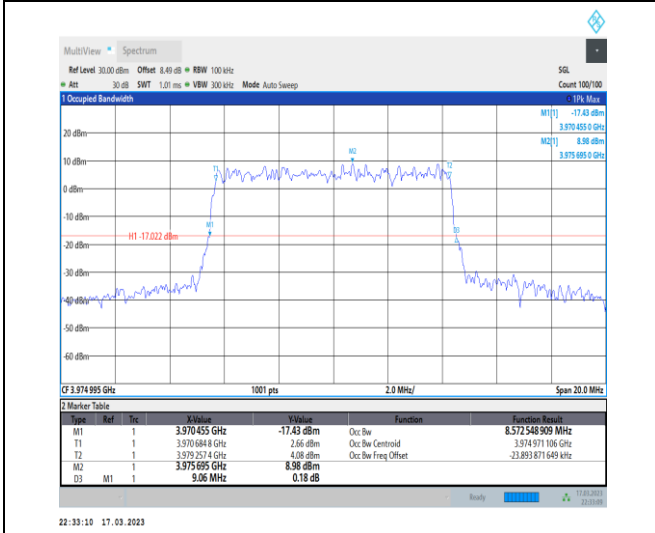 MultiView Spectrum
Ref Level 30.00 dBm Offset 8.49 dB RBW 100 kHz SGL
Att 30 dB SWT 1.01 ms VBW 300 kHz Mode Auto Sweep Count 100/100
1 Occupied Bandwidth 1Pk Max
M1[1] -17.43 dBm
3.970 455 0 GHz
M2[1] 8.98 dBm
3.975 695 0 GHz
20 dBm
M2
10 dBm
T1 T2
0 dBm
-10 dBm
M1
D3
H1 -17.022 dBm
-20 dBm
-30 dBm
-40 dBm
-50 dBm
-60 dBm
CF 3.974 995 GHz 1001 pts 2.0 MHz/ Span 20.0 MHz
2 Marker Table
Type Ref Trc X-Value Y-Value Function Function Result
M1 1 3.970 455 GHz -17.43 dBm Occ Bw 8.572 548 909 MHz
T1 1 3.970 684 8 GHz 2.66 dBm Occ Bw Centroid 3.974 971 106 GHz
T2 1 3.979 257 4 GHz 4.08 dBm Occ Bw Freq Offset -23.893 871 649 kHz
M2 1 3.975 695 GHz 8.98 dBm
D3 M1 1 9.06 MHz 0.18 dB
Ready 17.03.2023
22:33:09
22:33:10 17.03.2023